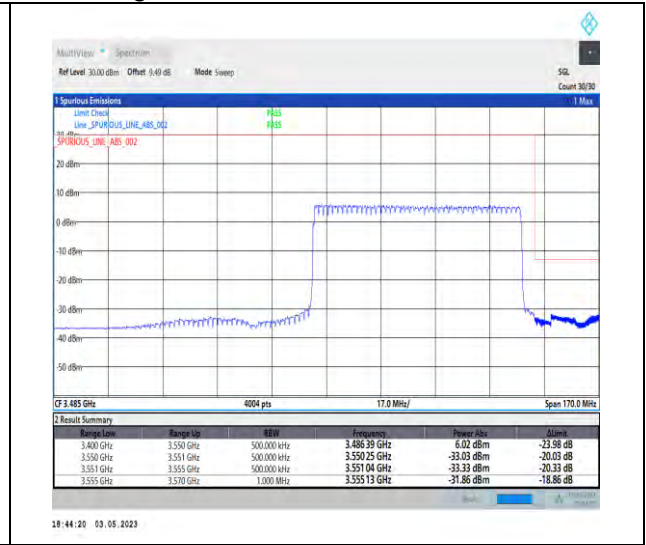 MultiView Spectrum
Ref Level 30.00 dBm Offset 9.49 dB Mode Sweep SGL
Count 30/30
1 Spurious Emissions 1 Max
Limit Check PASS
Line _SPURIOUS_LINE_ABS_002 PASS
_SPURIOUS_LINE_ABS_002
20 dBm
10 dBm
0 dBm
-10 dBm
-20 dBm
-30 dBm
-40 dBm
-50 dBm
CF 3.485 GHz 4004 pts 17.0 MHz/ Span 170.0 MHz
2 Result Summary
Range Low Range Up RBW Frequency Power Abs ΔLimit
3.400 GHz 3.550 GHz 500.000 kHz 3.486 39 GHz 6.02 dBm -23.98 dB
3.550 GHz 3.551 GHz 500.000 kHz 3.550 25 GHz -33.03 dBm -20.03 dB
3.551 GHz 3.555 GHz 500.000 kHz 3.551 04 GHz -33.33 dBm -20.33 dB
3.555 GHz 3.570 GHz 1.000 MHz 3.555 13 GHz -31.86 dBm -18.86 dB
18:44:20 03.05.2023